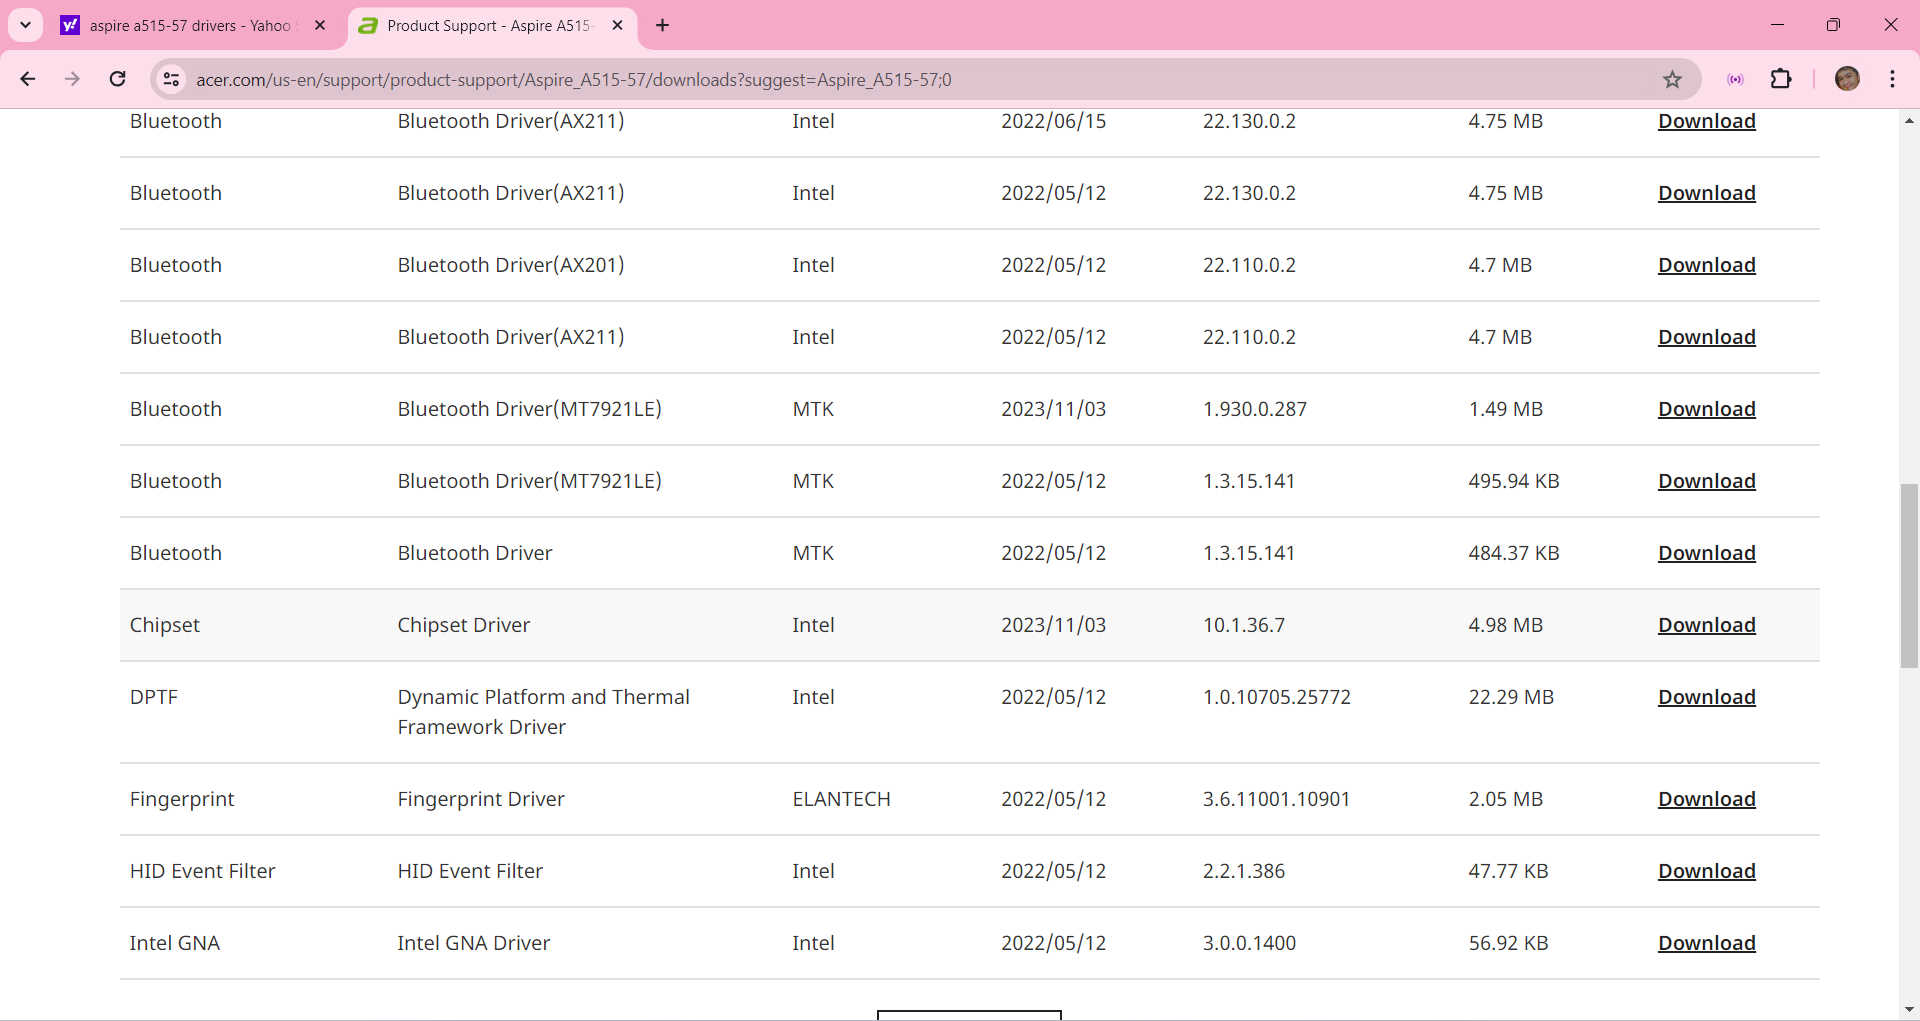 aspire a515-57 drivers - Yahoo
Product Support - Aspire A515-
acer.com/us-en/support/product-support/Aspire_A515-57/downloads?suggest=Aspire_A515-57;0
Bluetooth Bluetooth Driver(AX211) Intel 2022/06/15 22.130.0.2 4.75 MB Download
Bluetooth Bluetooth Driver(AX211) Intel 2022/05/12 22.130.0.2 4.75 MB Download
Bluetooth Bluetooth Driver(AX201) Intel 2022/05/12 22.110.0.2 4.7 MB Download
Bluetooth Bluetooth Driver(AX211) Intel 2022/05/12 22.110.0.2 4.7 MB Download
Bluetooth Bluetooth Driver(MT7921LE) MTK 2023/11/03 1.930.0.287 1.49 MB Download
Bluetooth Bluetooth Driver(MT7921LE) MTK 2022/05/12 1.3.15.141 495.94 KB Download
Bluetooth Bluetooth Driver MTK 2022/05/12 1.3.15.141 484.37 KB Download
Chipset Chipset Driver Intel 2023/11/03 10.1.36.7 4.98 MB Download
DPTF Dynamic Platform and Thermal Intel 2022/05/12 1.0.10705.25772 22.29 MB Download
Framework Driver
Fingerprint Fingerprint Driver ELANTECH 2022/05/12 3.6.11001.10901 2.05 MB Download
HID Event Filter HID Event Filter Intel 2022/05/12 2.2.1.386 47.77 KB Download
Intel GNA Intel GNA Driver Intel 2022/05/12 3.0.0.1400 56.92 KB Download